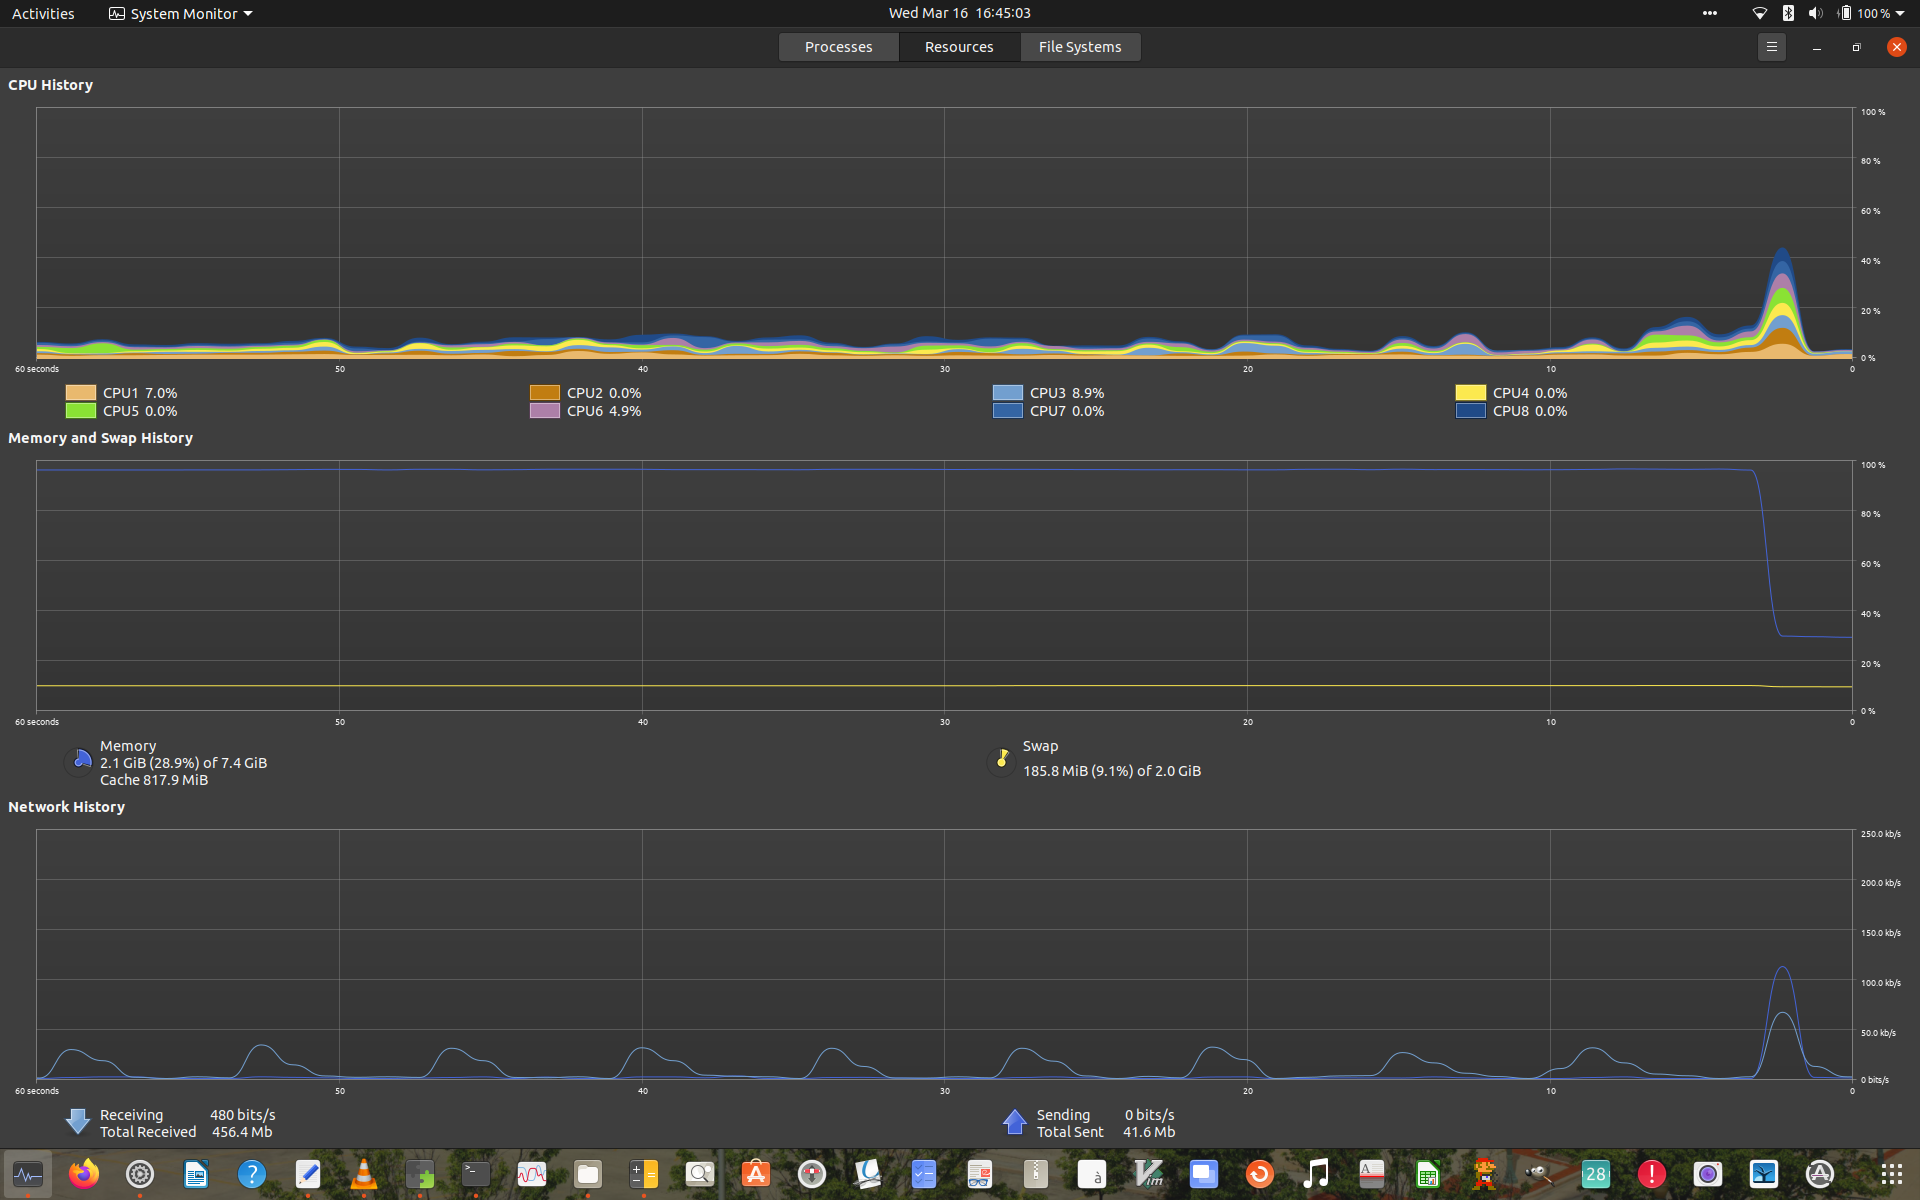 Activities System Monitor Wed Mar 16 16:45:03 100 %
Processes Resources File Systems
CPU History
100 %
80 %
60 %
40 %
20 %
0 %
60 seconds 50 40 30 20 10 0
CPU1 7.0% CPU2 0.0% CPU3 8.9% CPU4 0.0%
CPU5 0.0% CPU6 4.9% CPU7 0.0% CPU8 0.0%
Memory and Swap History
100 %
80 %
60 %
40 %
20 %
0 %
60 seconds 50 40 30 20 10 0
Memory
2.1 GiB (28.9%) of 7.4 GiB
Cache 817.9 MiB
Swap
185.8 MiB (9.1%) of 2.0 GiB
Network History
250.0 kb/s
200.0 kb/s
150.0 kb/s
100.0 kb/s
50.0 kb/s
0 bits/s
60 seconds 50 40 30 20 10 0
Receiving 480 bits/s
Total Received 456.4 Mb
Sending 0 bits/s
Total Sent 41.6 Mb
? >_ à Vim A 28 !